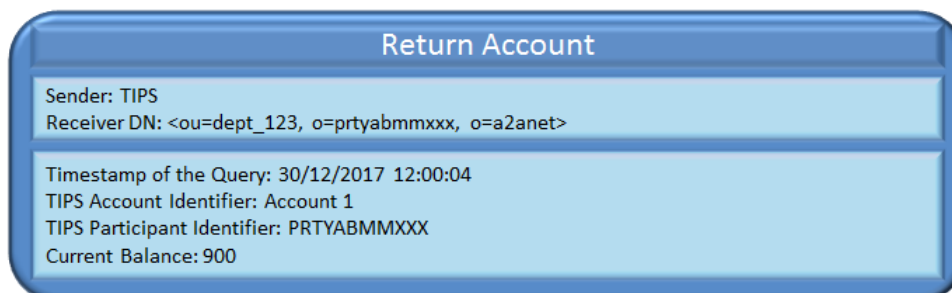 Return Account
Sender: TIPS
Receiver DN: <ou=dept_123, o=prtyabmmxxx, o=a2anet>
Timestamp of the Query: 30/12/2017 12:00:04
TIPS Account Identifier: Account 1
TIPS Participant Identifier: PRTYABMMXXX
Current Balance: 900